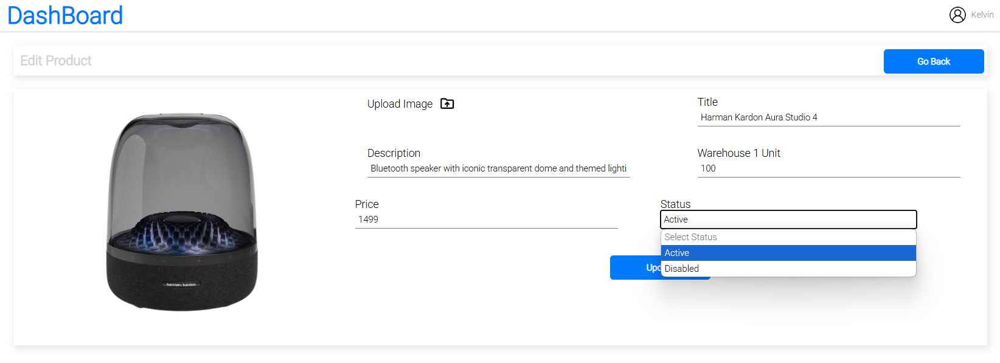 DashBoard
Kelvin
Edit Product
Go Back
Upload Image
Title
Harman Kardon Aura Studio 4
Description
Bluetooth speaker with iconic transparent dome and themed lighti
Warehouse 1 Unit
100
Price
1499
Status
Active
Select Status
Active
Disabled
Upd
harman/kardon